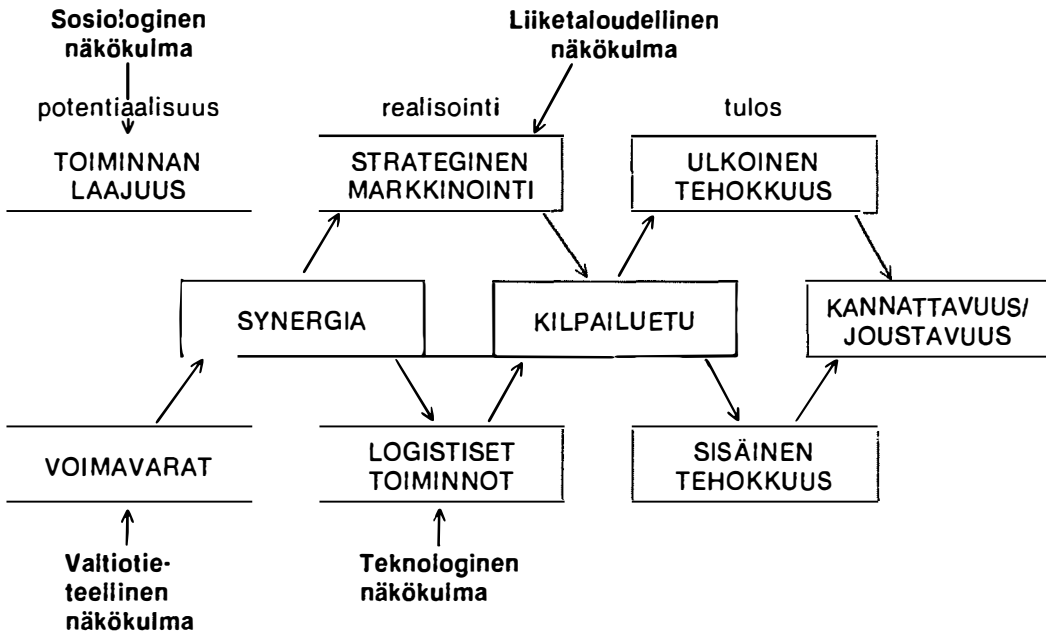 Sosiologinen
näkökulma
Liiketaloudellinen
näkökulma
potentiaalisuus
realisointi
tulos
TOIMINNAN
LAAJUUS
STRATEGINEN
MARKKINOINTI
ULKOINEN
TEHOKKUUS
SYNERGIA
KILPAILUETU
KANNATTAVUUS/
JOUSTAVUUS
VOIMAVARAT
LOGISTISET
TOIMINNOT
SISÄINEN
TEHOKKUUS
Valtiotie-
teellinen
näkökulma
Teknologinen
näkökulma